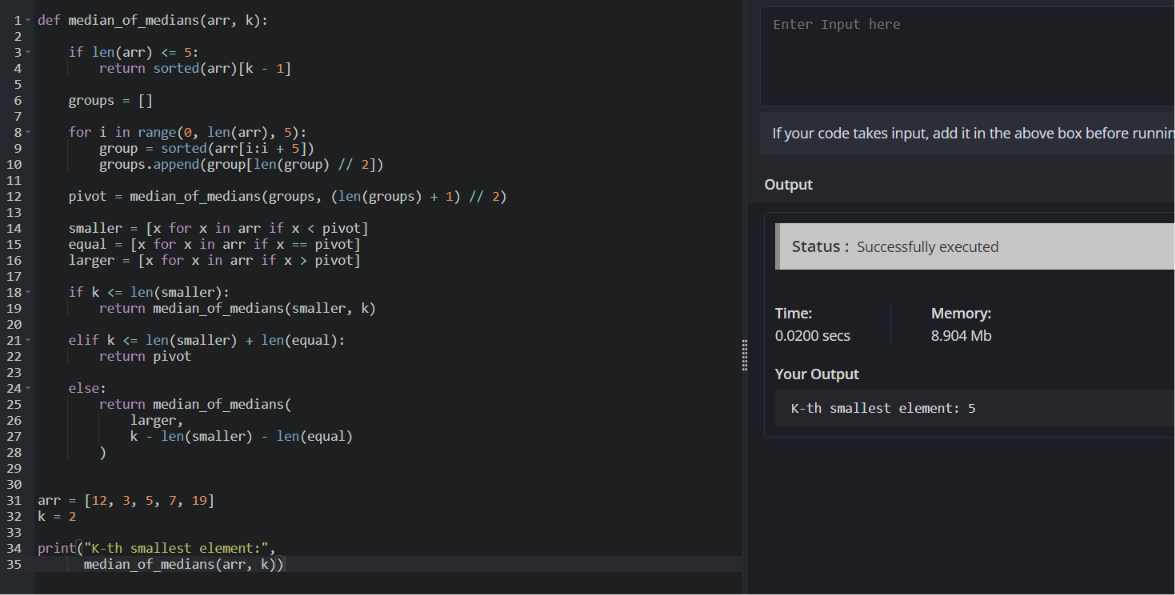 1 def median_of_medians(arr, k):
2
3     if len(arr) <= 5:
4         return sorted(arr)[k - 1]
5
6     groups = []
7
8     for i in range(0, len(arr), 5):
9         group = sorted(arr[i:i + 5])
10         groups.append(group[len(group) // 2])
11
12     pivot = median_of_medians(groups, (len(groups) + 1) // 2)
13
14     smaller = [x for x in arr if x < pivot]
15     equal = [x for x in arr if x == pivot]
16     larger = [x for x in arr if x > pivot]
17
18     if k <= len(smaller):
19         return median_of_medians(smaller, k)
20
21     elif k <= len(smaller) + len(equal):
22         return pivot
23
24     else:
25         return median_of_medians(
26             larger,
27             k - len(smaller) - len(equal)
28         )
29
30
31 arr = [12, 3, 5, 7, 19]
32 k = 2
33
34 print("K-th smallest element:",
35       median_of_medians(arr, k))
Enter Input here
If your code takes input, add it in the above box before runnin
Output
Status : Successfully executed
Time: Memory:
0.0200 secs 8.904 Mb
Your Output
K-th smallest element: 5